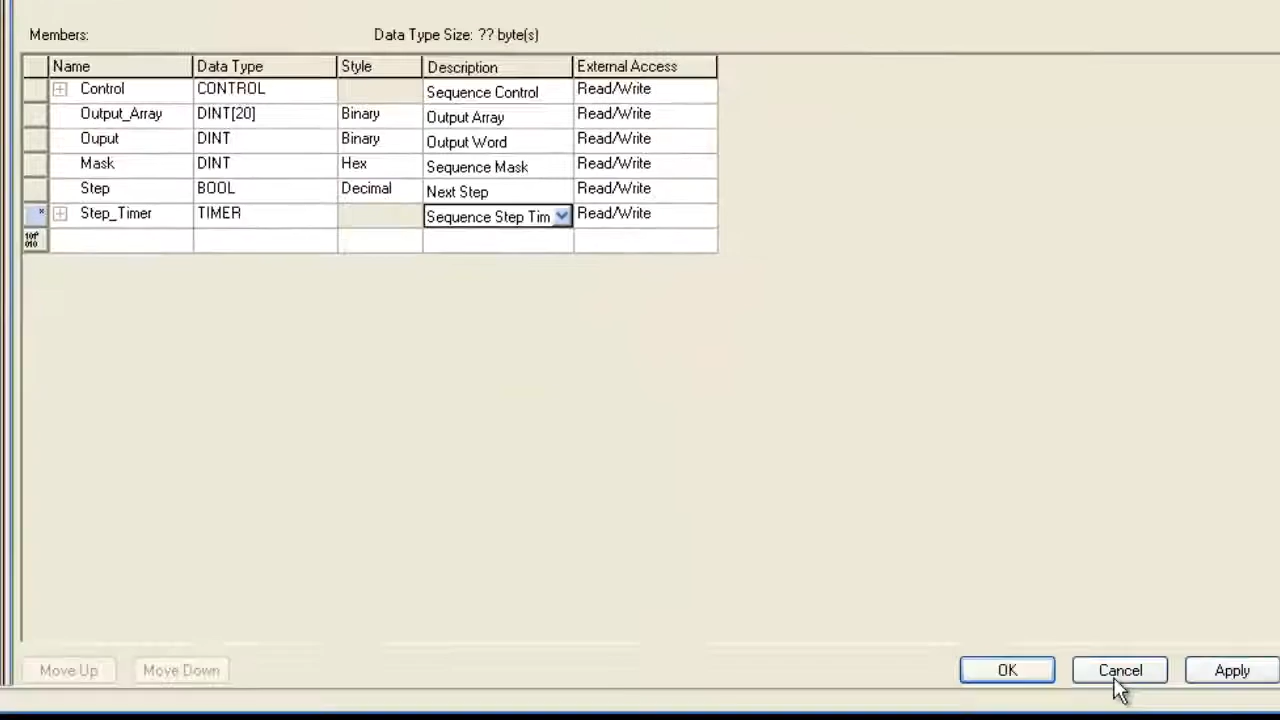 Members: Data Type Size: ?? byte(s)
Name Data Type Style Description External Access
Control CONTROL Sequence Control Read/Write
Output_Array DINT[20] Binary Output Array Read/Write
Ouput DINT Binary Output Word Read/Write
Mask DINT Hex Sequence Mask Read/Write
Step BOOL Decimal Next Step Read/Write
Step_Timer TIMER Sequence Step Tim Read/Write
Move Up Move Down OK Cancel Apply